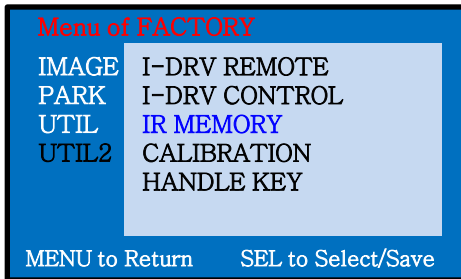 Menu of FACTORY
IMAGE I-DRV REMOTE
PARK I-DRV CONTROL
UTIL IR MEMORY
UTIL2 CALIBRATION
HANDLE KEY
MENU to Return SEL to Select/Save